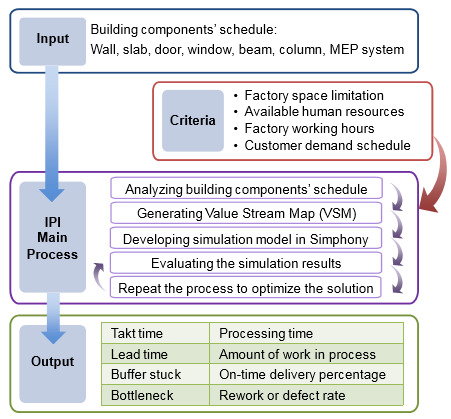 Input
Building components' schedule:
Wall, slab, door, window, beam, column, MEP system
Criteria
• Factory space limitation
• Available human resources
• Factory working hours
• Customer demand schedule
IPI
Main
Process
Analyzing building components' schedule
Generating Value Stream Map (VSM)
Developing simulation model in Simphony
Evaluating the simulation results
Repeat the process to optimize the solution
Output
Takt time Processing time
Lead time Amount of work in process
Buffer stuck On-time delivery percentage
Bottleneck Rework or defect rate